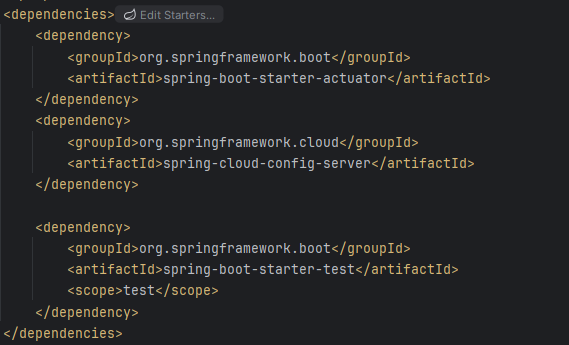 <dependencies> Edit Starters...
<dependency>
<groupId>org.springframework.boot</groupId>
<artifactId>spring-boot-starter-actuator</artifactId>
</dependency>
<dependency>
<groupId>org.springframework.cloud</groupId>
<artifactId>spring-cloud-config-server</artifactId>
</dependency>
<dependency>
<groupId>org.springframework.boot</groupId>
<artifactId>spring-boot-starter-test</artifactId>
<scope>test</scope>
</dependency>
</dependencies>